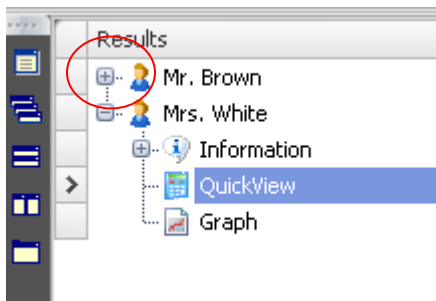 Results
Mr. Brown
Mrs. White
Information
QuickView
Graph